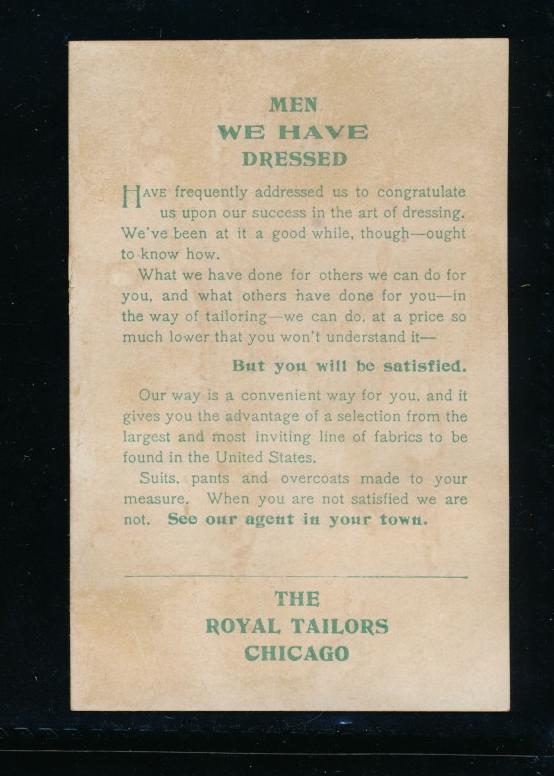 MEN
WE HAVE
DRESSED
HAVE frequently addressed us to congratulate
us upon our success in the art of dressing.
We've been at it a good while, though—ought
to know how.
What we have done for others we can do for
you, and what others have done for you—in
the way of tailoring—we can do, at a price so
much lower that you won't understand it—
But you will be satisfied.
Our way is a convenient way for you, and it
gives you the advantage of a selection from the
largest and most inviting line of fabrics to be
found in the United States.
Suits, pants and overcoats made to your
measure. When you are not satisfied we are
not. See our agent in your town.
THE
ROYAL TAILORS
CHICAGO